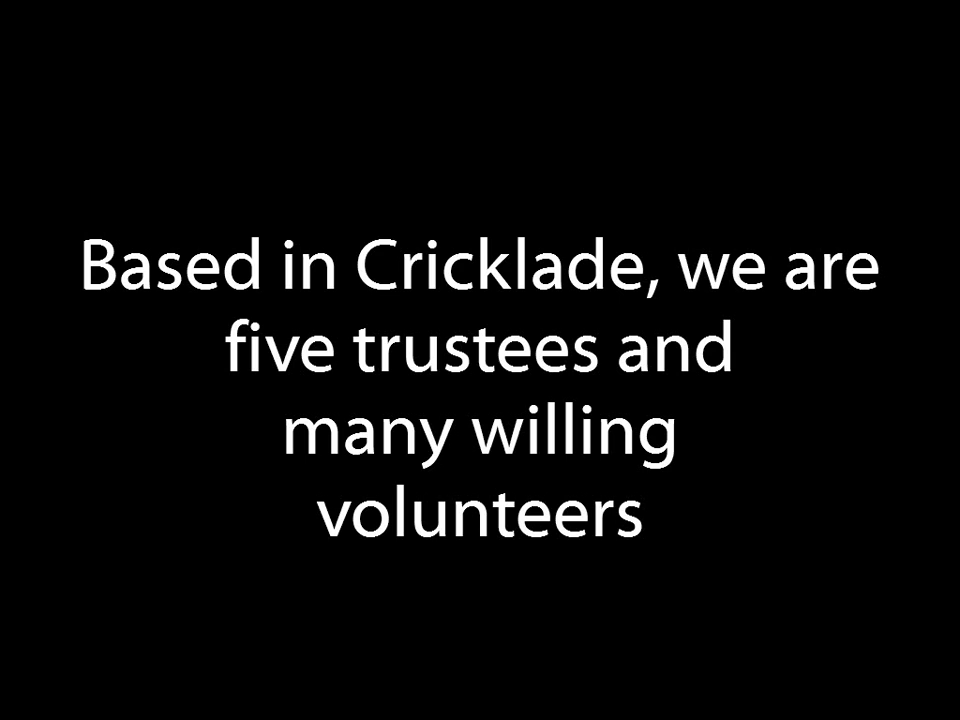 Based in Cricklade, we are
five trustees and
many willing
volunteers